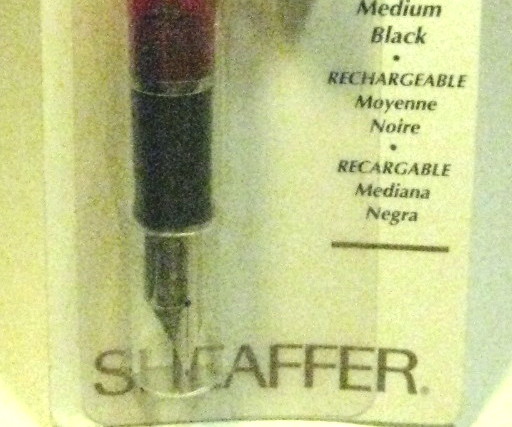 Medium
Black
•
RECHARGEABLE
Moyenne
Noire
•
RECARGABLE
Mediana
Negra
SHEAFFER.